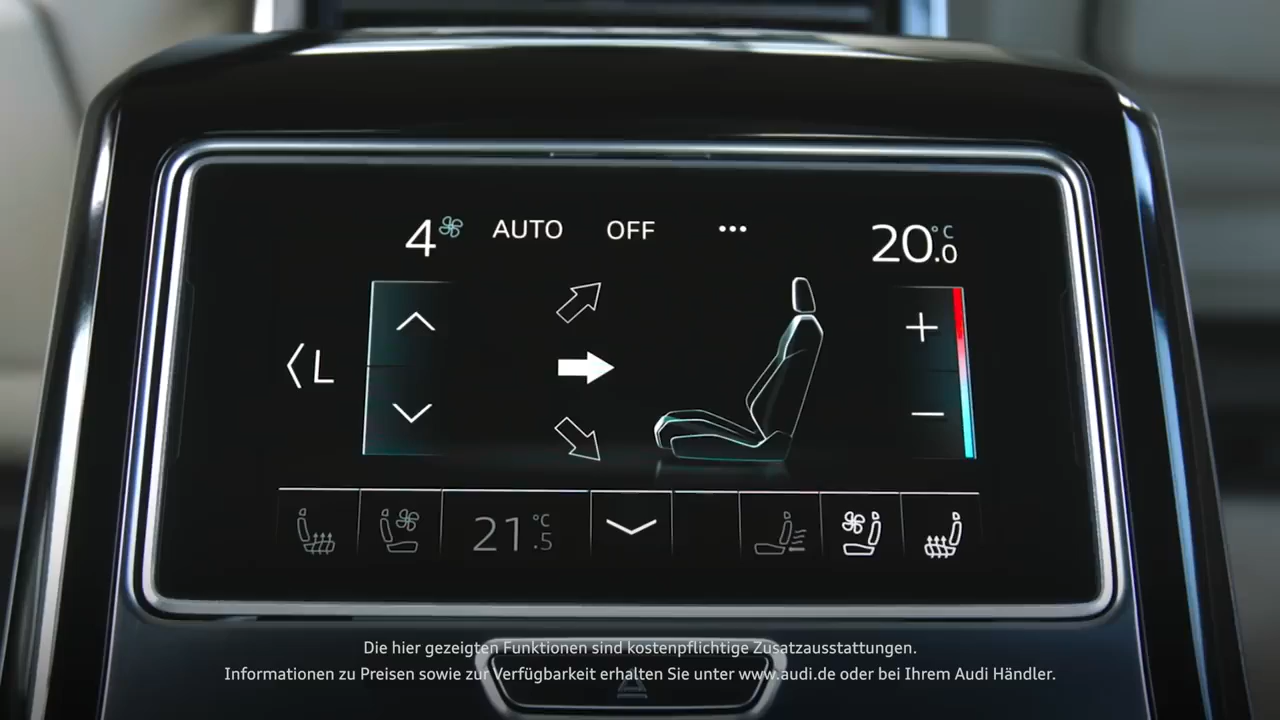 4 AUTO OFF ••• 20.0 °C
L
+
−
21.5 °C
Die hier gezeigten Funktionen sind kostenpflichtige Zusatzausstattungen.
Informationen zu Preisen sowie zur Verfügbarkeit erhalten Sie unter www.audi.de oder bei Ihrem Audi Händler.